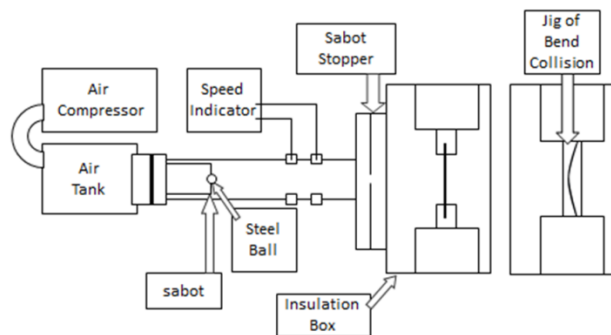 Air
Compressor
Speed
Indicator
Sabot
Stopper
Jig of
Bend
Collision
Air
Tank
Steel
Ball
sabot
Insulation
Box